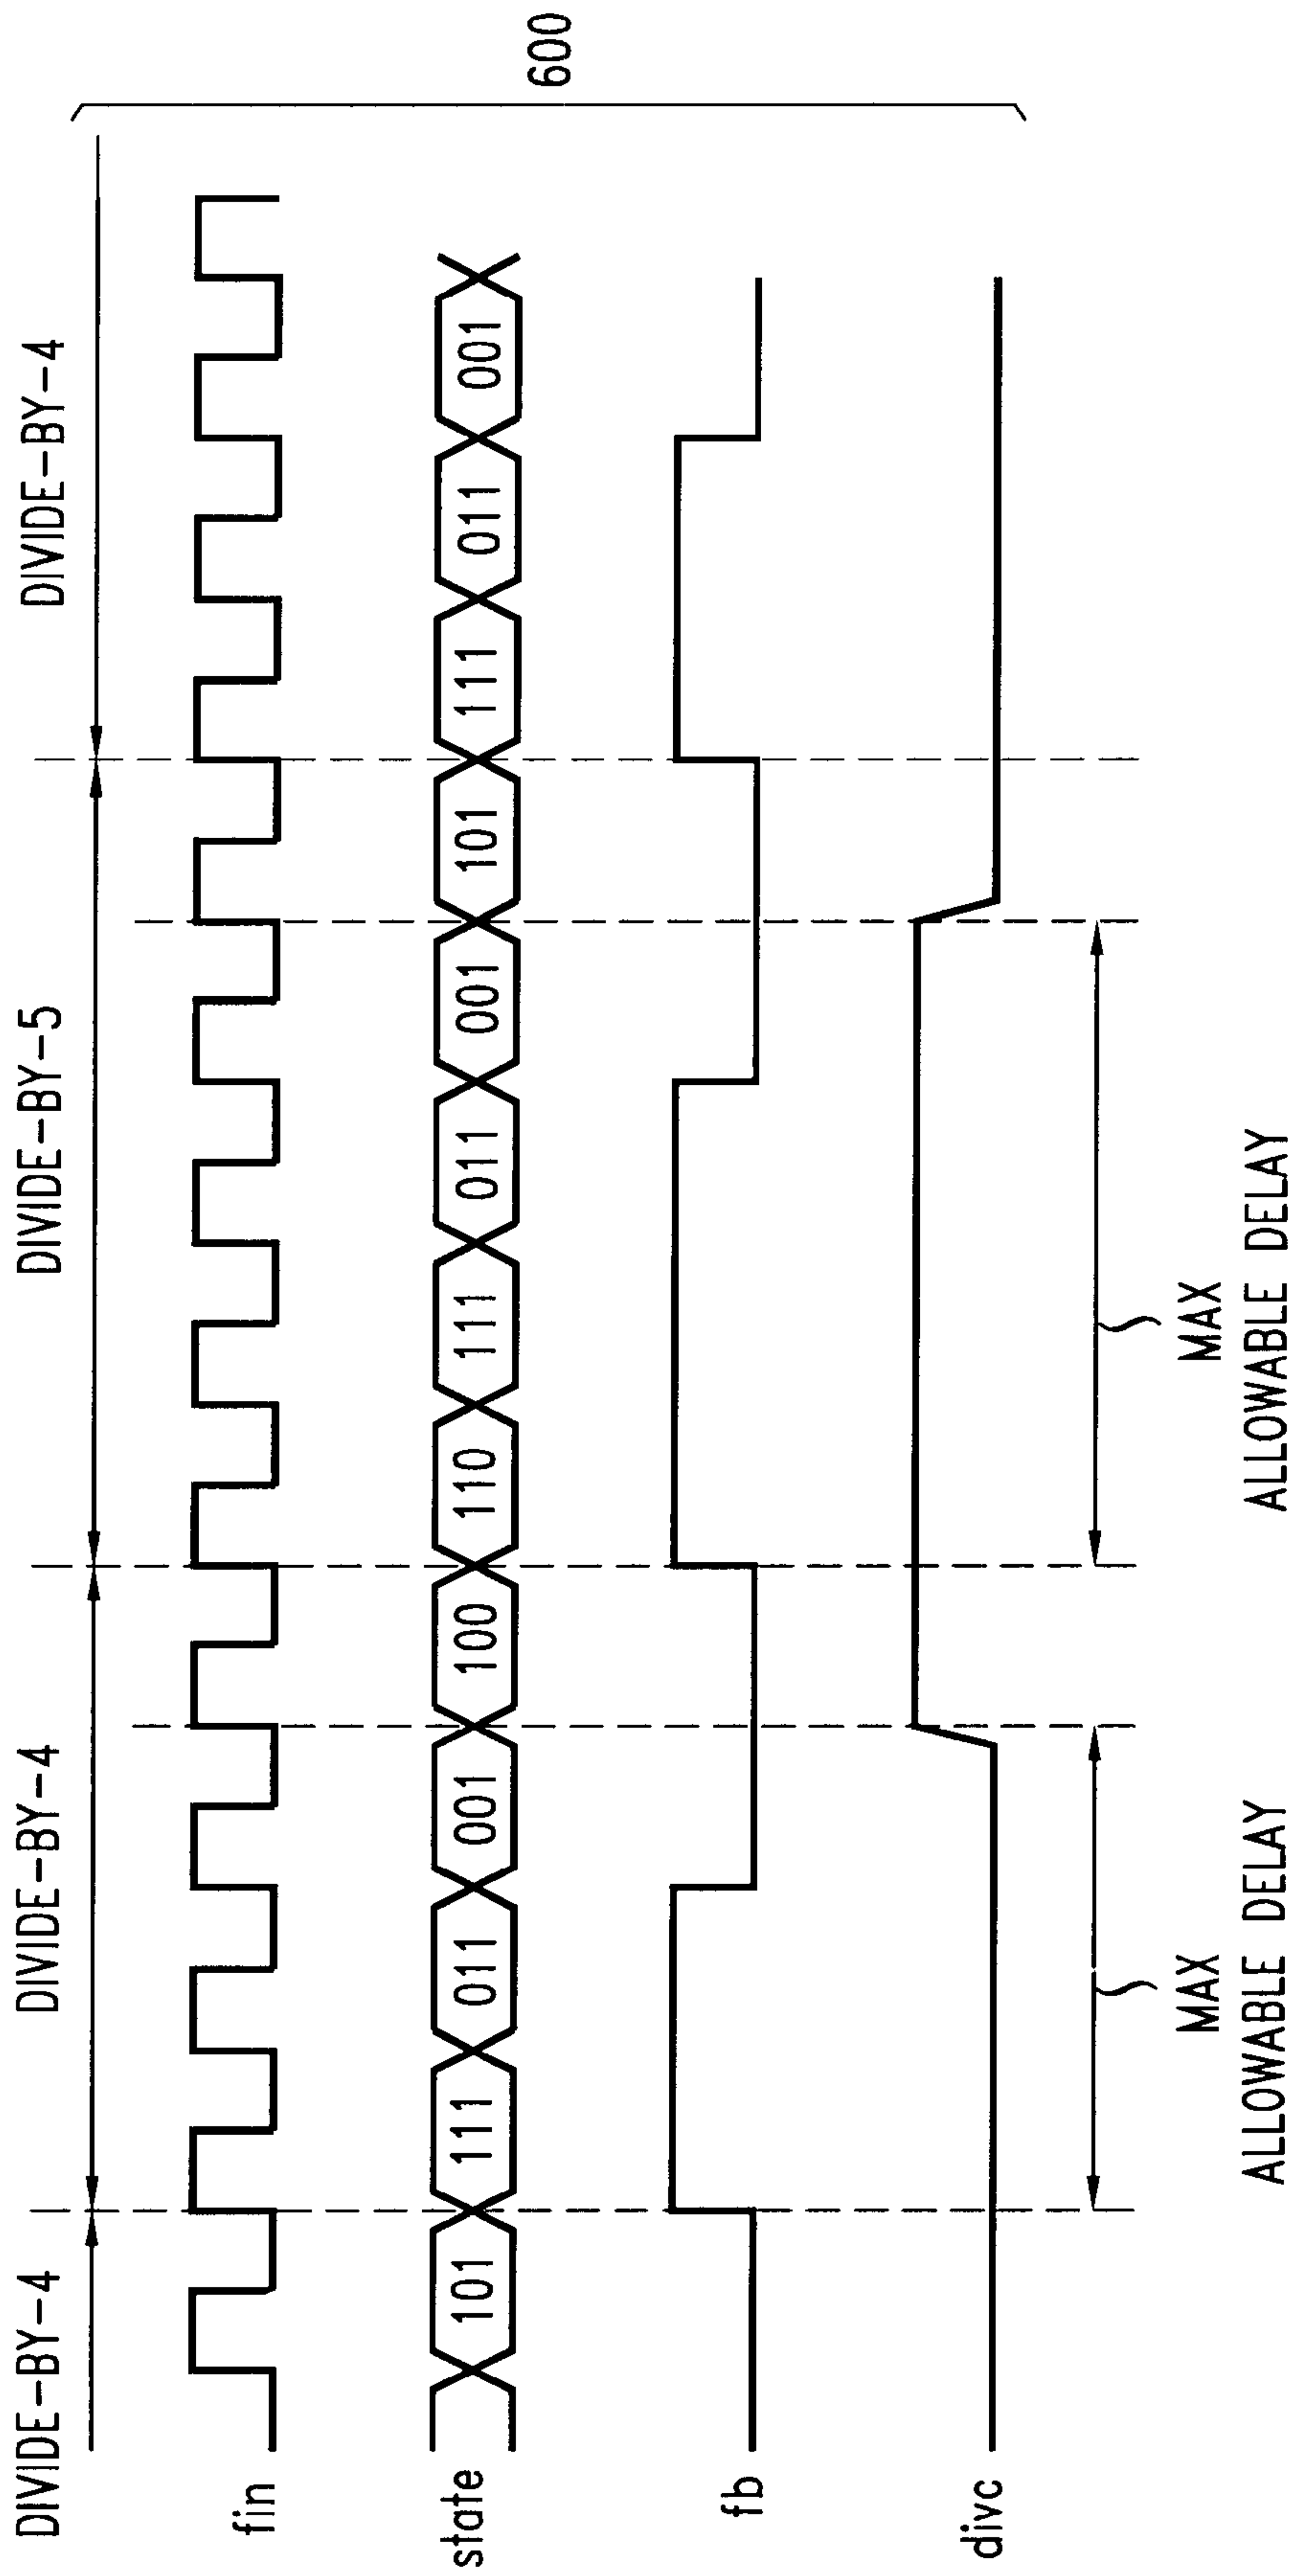 DIVIDE-BY-4
DIVIDE-BY-4
DIVIDE-BY-5
DIVIDE-BY-4
fin
state
101
111
011
001
100
110
111
011
001
101
111
011
001
fb
divc
MAX
ALLOWABLE DELAY
MAX
ALLOWABLE DELAY
600